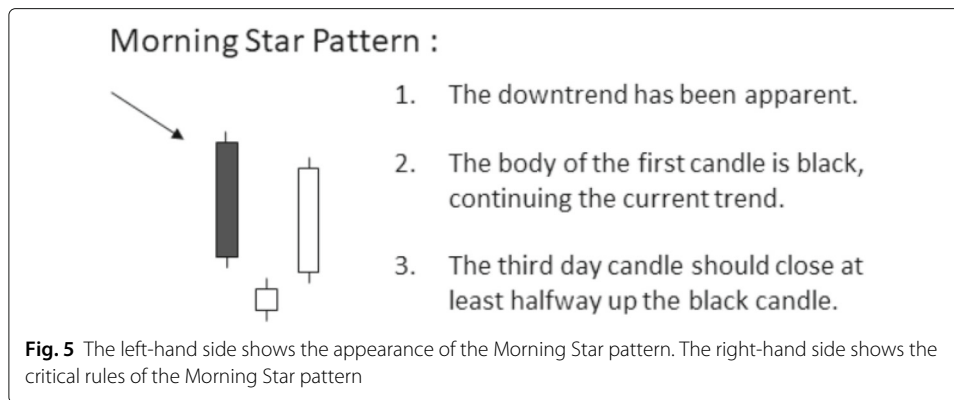 Morning Star Pattern :
1. The downtrend has been apparent.
2. The body of the first candle is black,
continuing the current trend.
3. The third day candle should close at
least halfway up the black candle.
Fig. 5 The left-hand side shows the appearance of the Morning Star pattern. The right-hand side shows the
critical rules of the Morning Star pattern